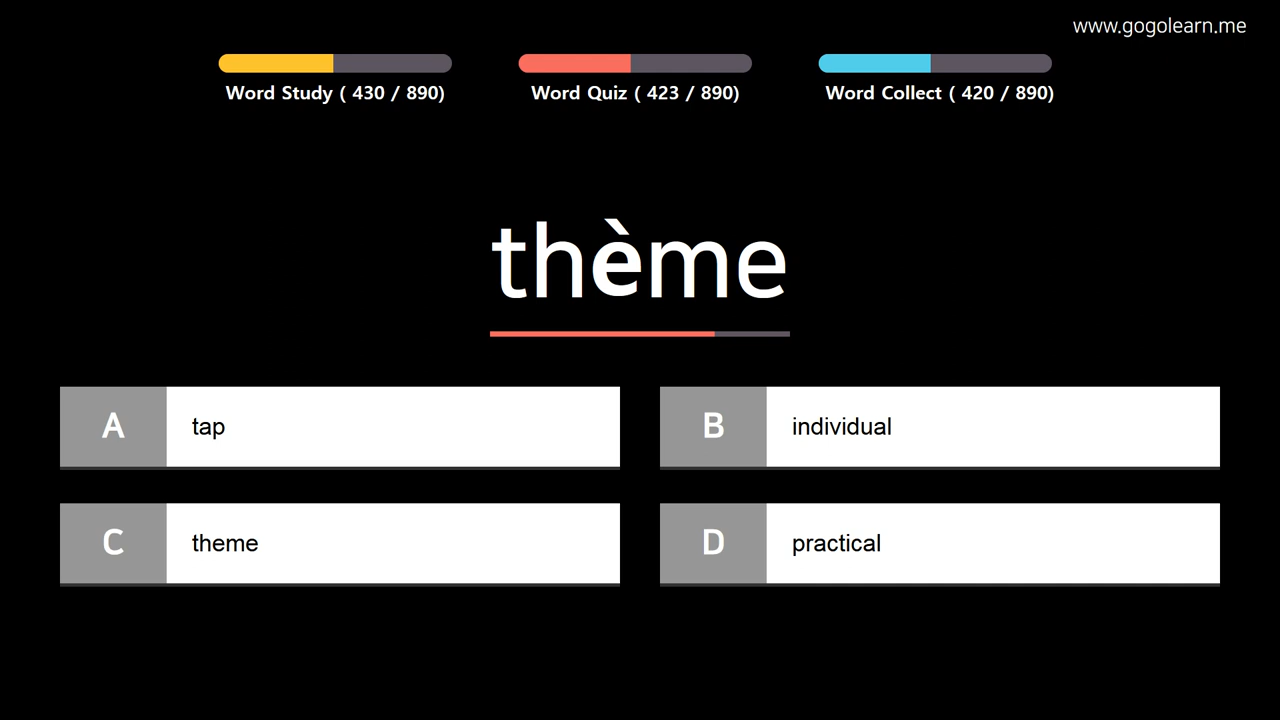 www.gogolearn.me
Word Study ( 430 / 890)
Word Quiz ( 423 / 890)
Word Collect ( 420 / 890)
thème
A tap
B individual
C theme
D practical